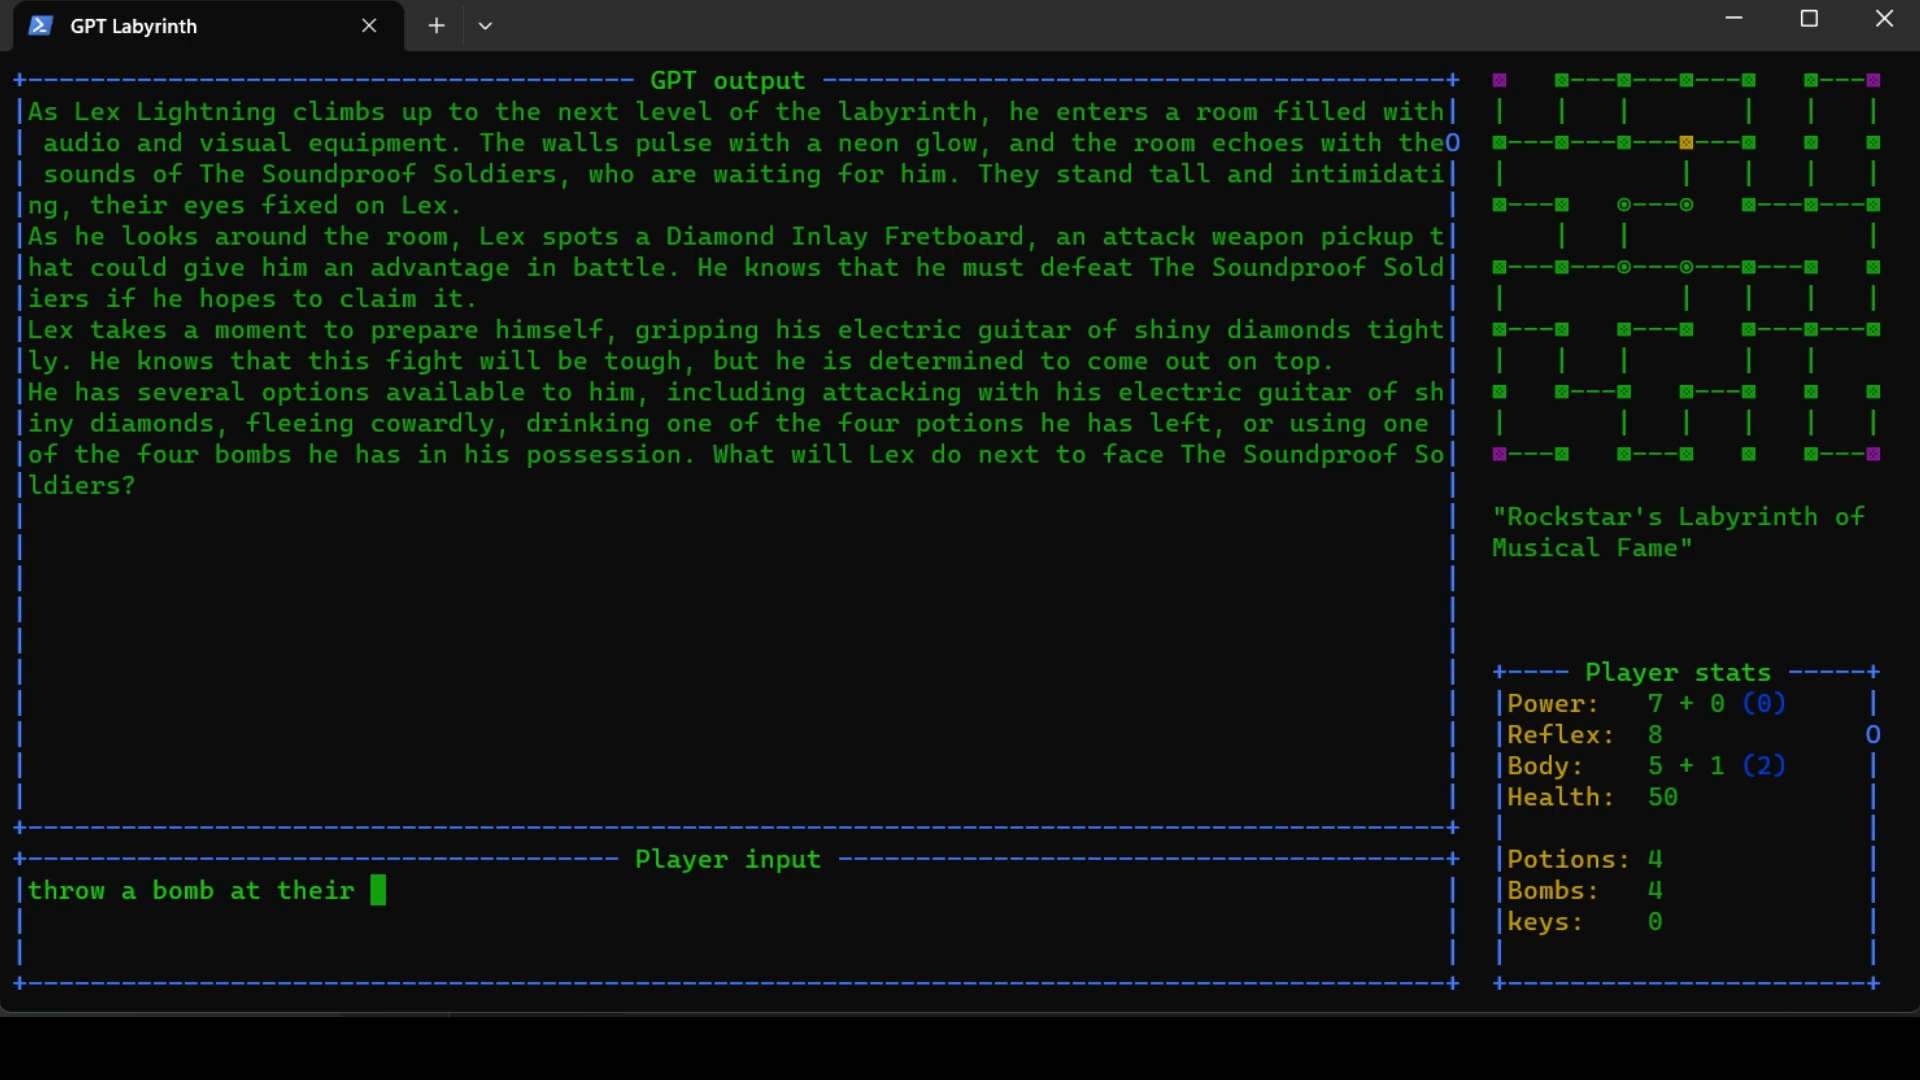 GPT Labyrinth
GPT output
As Lex Lightning climbs up to the next level of the labyrinth, he enters a room filled with
audio and visual equipment. The walls pulse with a neon glow, and the room echoes with the
sounds of The Soundproof Soldiers, who are waiting for him. They stand tall and intimidati
ng, their eyes fixed on Lex.
As he looks around the room, Lex spots a Diamond Inlay Fretboard, an attack weapon pickup t
hat could give him an advantage in battle. He knows that he must defeat The Soundproof Sold
iers if he hopes to claim it.
Lex takes a moment to prepare himself, gripping his electric guitar of shiny diamonds tight
ly. He knows that this fight will be tough, but he is determined to come out on top.
He has several options available to him, including attacking with his electric guitar of sh
iny diamonds, fleeing cowardly, drinking one of the four potions he has left, or using one
of the four bombs he has in his possession. What will Lex do next to face The Soundproof So
ldiers?
Player input
throw a bomb at their
"Rockstar's Labyrinth of
Musical Fame"
Player stats
Power: 7 + 0 (0)
Reflex: 8
Body: 5 + 1 (2)
Health: 50
Potions: 4
Bombs: 4
keys: 0